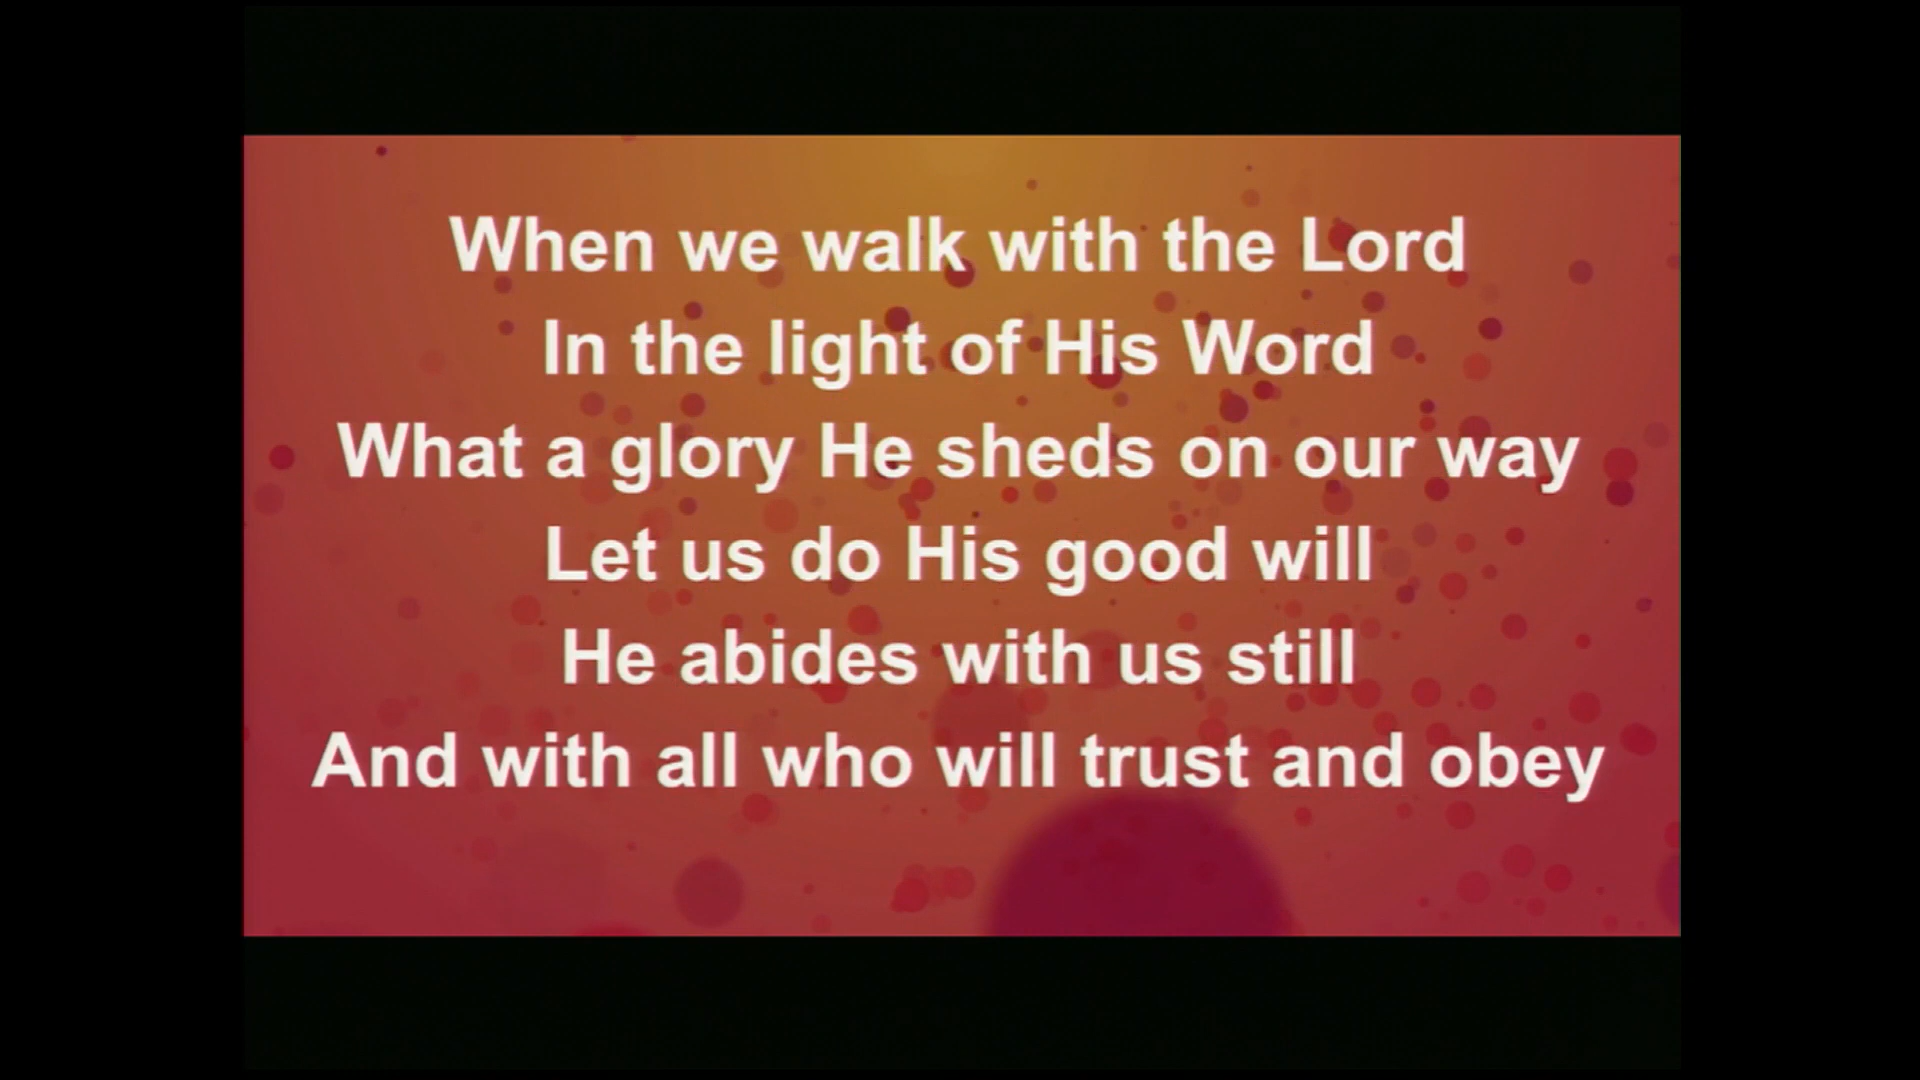 When we walk with the Lord
In the light of His Word
What a glory He sheds on our way
Let us do His good will
He abides with us still
And with all who will trust and obey